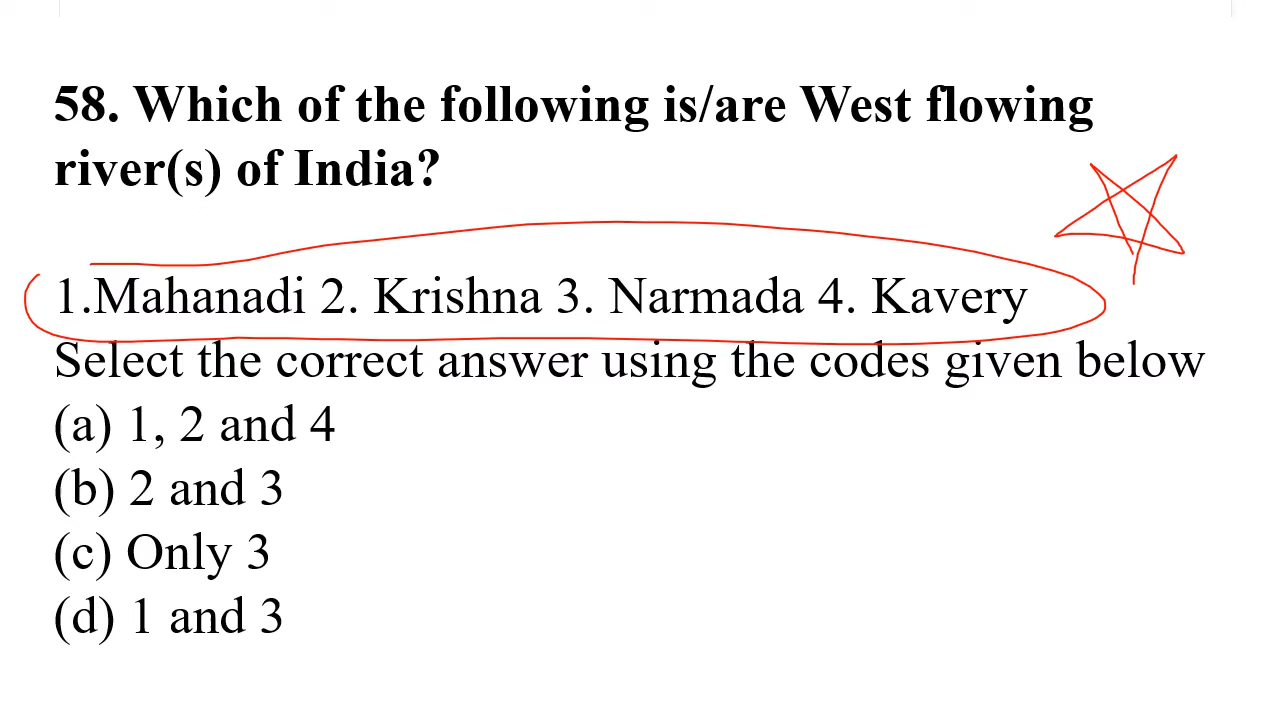 58. Which of the following is/are West flowing
river(s) of India?
1.Mahanadi 2. Krishna 3. Narmada 4. Kavery
Select the correct answer using the codes given below
(a) 1, 2 and 4
(b) 2 and 3
(c) Only 3
(d) 1 and 3